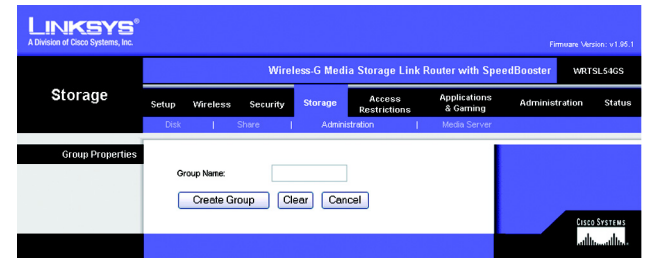 LINKSYS®
A Division of Cisco Systems, Inc.
Firmware Version: v1.95.1
Wireless-G Media Storage Link Router with SpeedBooster WRTSL54GS
Storage
Setup Wireless Security Storage Access Restrictions Applications & Gaming Administration Status
Disk | Share | Administration | Media Server
Group Properties
Group Name:
Create Group Clear Cancel
CISCO SYSTEMS